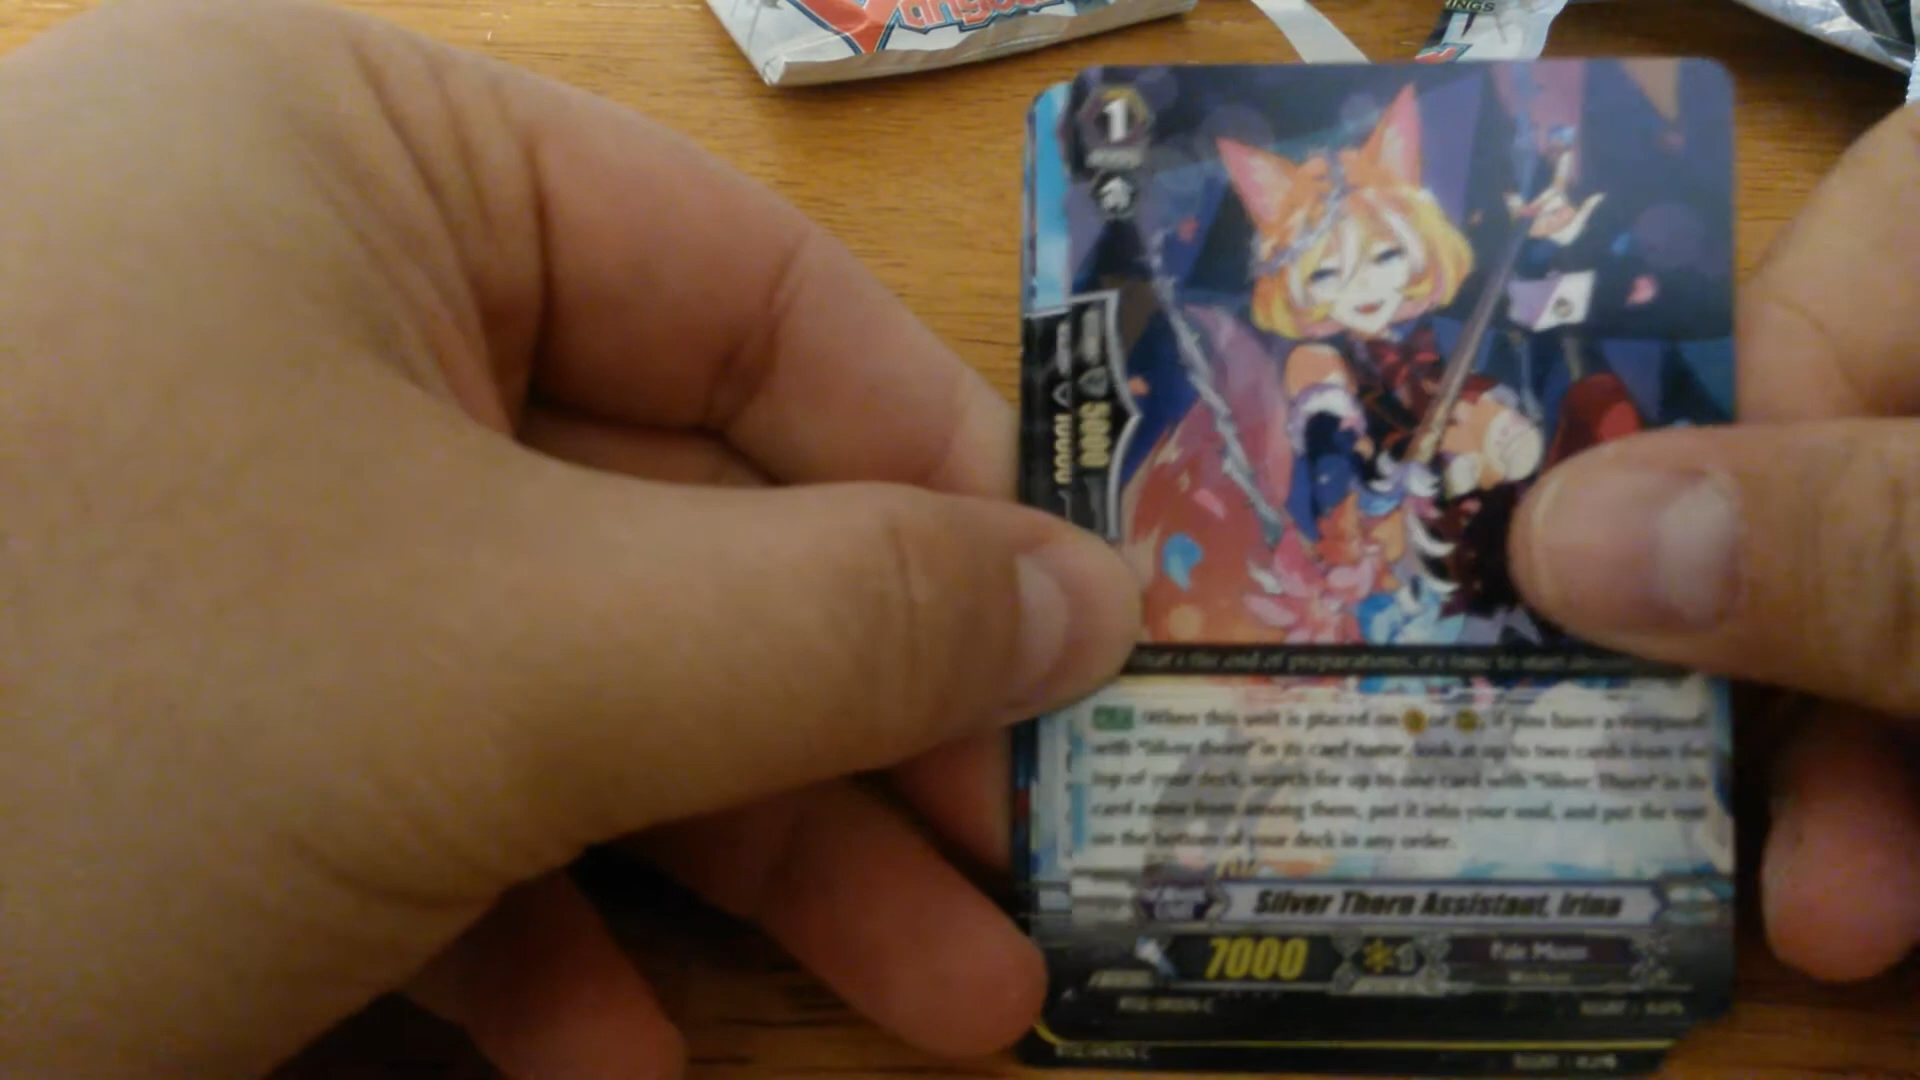 Vanguard
INGS
1
5000
10000
That's the end of preparations, it's time to start
When this unit is placed on or , if you have a vanguard
with "Silver Thorn" in its card name, look at up to two cards from the
top of your deck, search for up to one card with "Silver Thorn" in its
card name from among them, put it into your soul, and put the rest
on the bottom of your deck in any order.
Silver Thorn Assistant, Irina
7000
1
Pale Moon